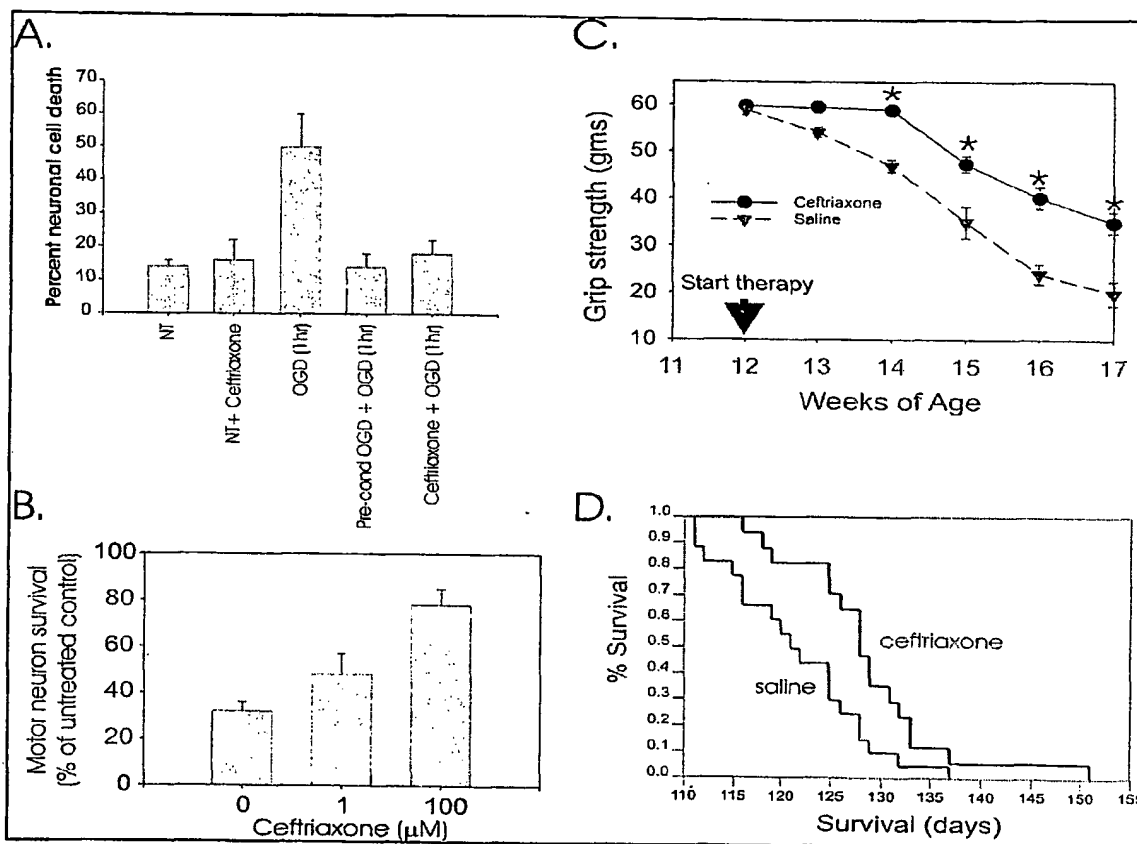 A.
Percent neuronal cell death
70
60
50
40
30
20
10
0
NT
NT+ Ceftriaxone
OGD (1hr)
Pre-cond OGD + OGD (1hr)
Ceftriaxone + OGD (1hr)
B.
Motor neuron survival
(% of untreated control)
100
80
60
40
20
0
0
1
100
Ceftriaxone (μM)
C.
Grip strength (gms)
60
50
40
30
20
10
Ceftriaxone
Saline
Start therapy
* * * *
11 12 13 14 15 16 17
Weeks of Age
D.
% Survival
1.0
0.9
0.8
0.7
0.6
0.5
0.4
0.3
0.2
0.1
0.0
ceftriaxone
saline
110 115 120 125 130 135 140 145 150 155
Survival (days)